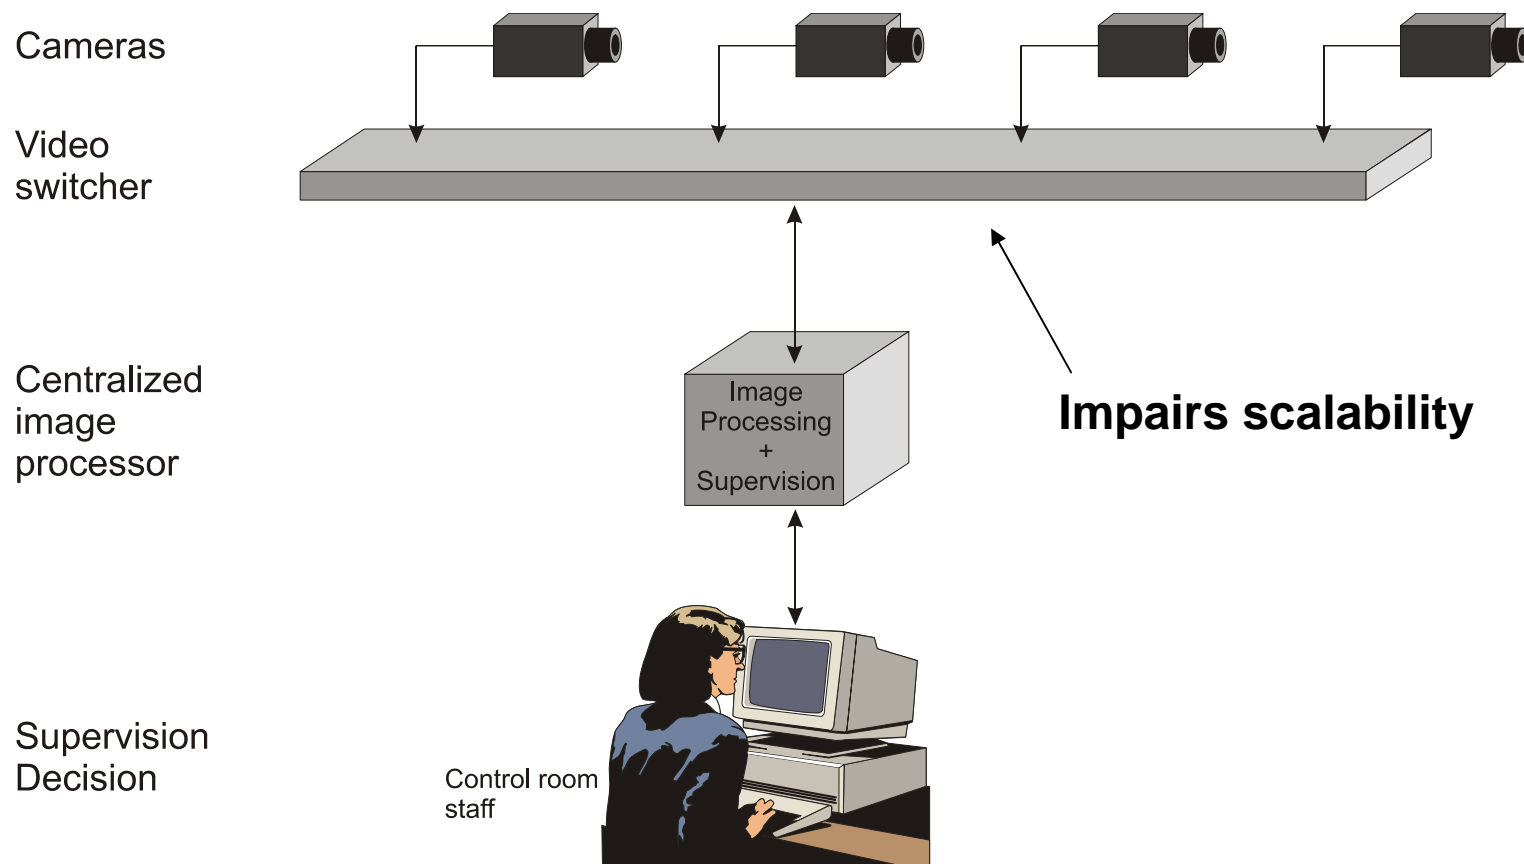 Cameras
Video
switcher
Centralized
image
processor
Image
Processing
+
Supervision
Impairs scalability
Supervision
Decision
Control room
staff